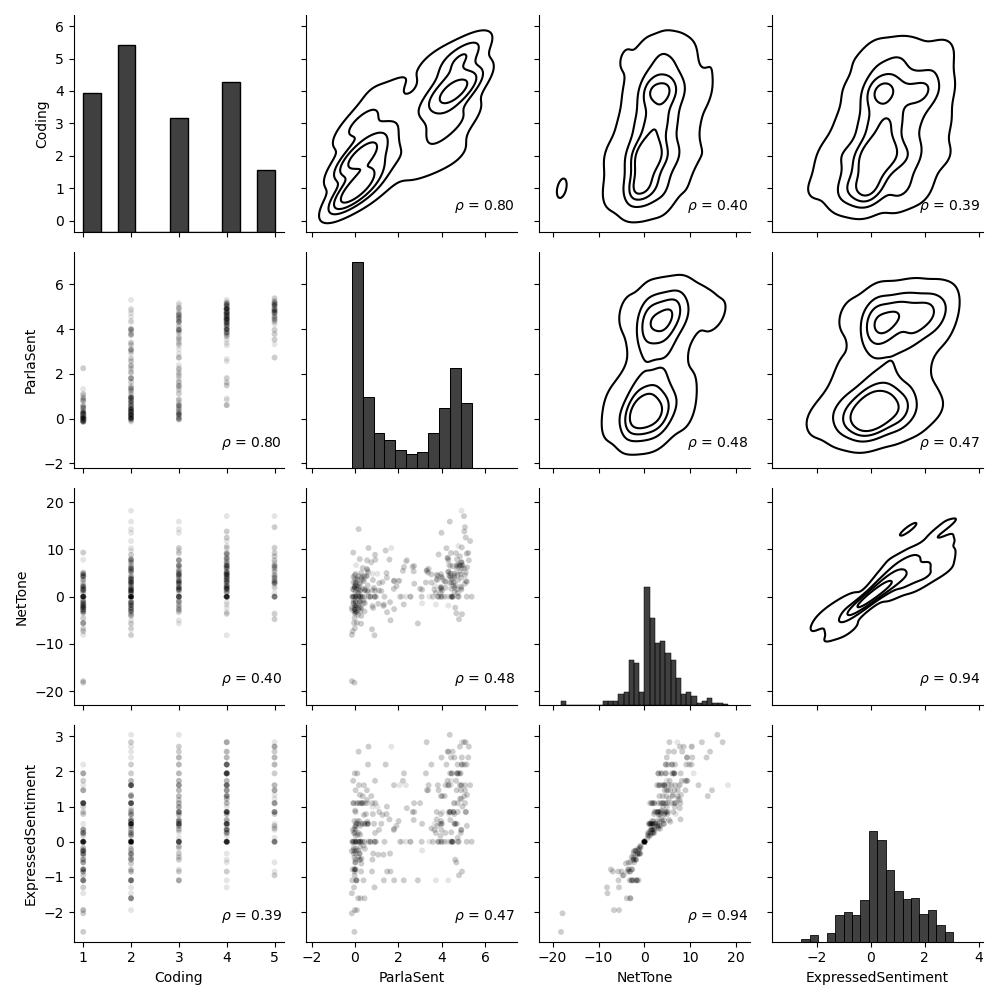 6
5
4
3
2
1
0
Coding
ρ = 0.80
ρ = 0.40
ρ = 0.39
6
4
2
0
−2
ParlaSent
ρ = 0.80
ρ = 0.48
ρ = 0.47
20
10
0
−10
−20
NetTone
ρ = 0.40
ρ = 0.48
ρ = 0.94
3
2
1
0
−1
−2
ExpressedSentiment
ρ = 0.39
ρ = 0.47
ρ = 0.94
1 2 3 4 5 −2 0 2 4 6 −20 −10 0 10 20 −2 0 2 4
Coding ParlaSent NetTone ExpressedSentiment